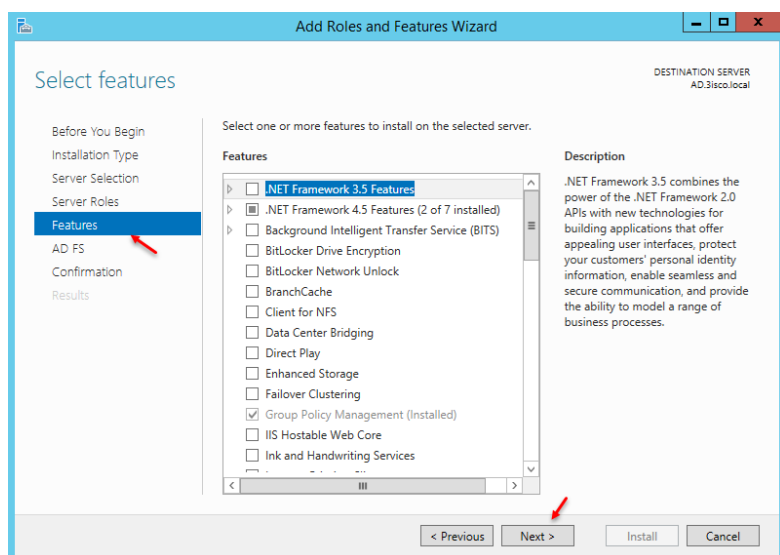 Add Roles and Features Wizard
Select features
DESTINATION SERVER
AD.3isco.local
Before You Begin
Installation Type
Server Selection
Server Roles
Features
AD FS
Confirmation
Results
Select one or more features to install on the selected server.
Features
.NET Framework 3.5 Features
.NET Framework 4.5 Features (2 of 7 installed)
Background Intelligent Transfer Service (BITS)
BitLocker Drive Encryption
BitLocker Network Unlock
BranchCache
Client for NFS
Data Center Bridging
Direct Play
Enhanced Storage
Failover Clustering
Group Policy Management (Installed)
IIS Hostable Web Core
Ink and Handwriting Services
Description
.NET Framework 3.5 combines the
power of the .NET Framework 2.0
APIs with new technologies for
building applications that offer
appealing user interfaces, protect
your customers' personal identity
information, enable seamless and
secure communication, and provide
the ability to model a range of
business processes.
< Previous
Next >
Install
Cancel